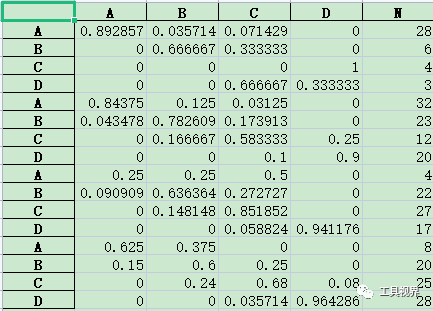 A B C D N
A 0.892857 0.035714 0.071429 0 28
B 0 0.666667 0.333333 0 6
C 0 0 0 1 4
D 0 0 0.666667 0.333333 3
A 0.84375 0.125 0.03125 0 32
B 0.043478 0.782609 0.173913 0 23
C 0 0.166667 0.583333 0.25 12
D 0 0 0.1 0.9 20
A 0.25 0.25 0.5 0 4
B 0.090909 0.636364 0.272727 0 22
C 0 0.148148 0.851852 0 27
D 0 0 0.058824 0.941176 17
A 0.625 0.375 0 0 8
B 0.15 0.6 0.25 0 20
C 0 0.24 0.68 0.08 25
D 0 0 0.035714 0.964286 28
工具视界